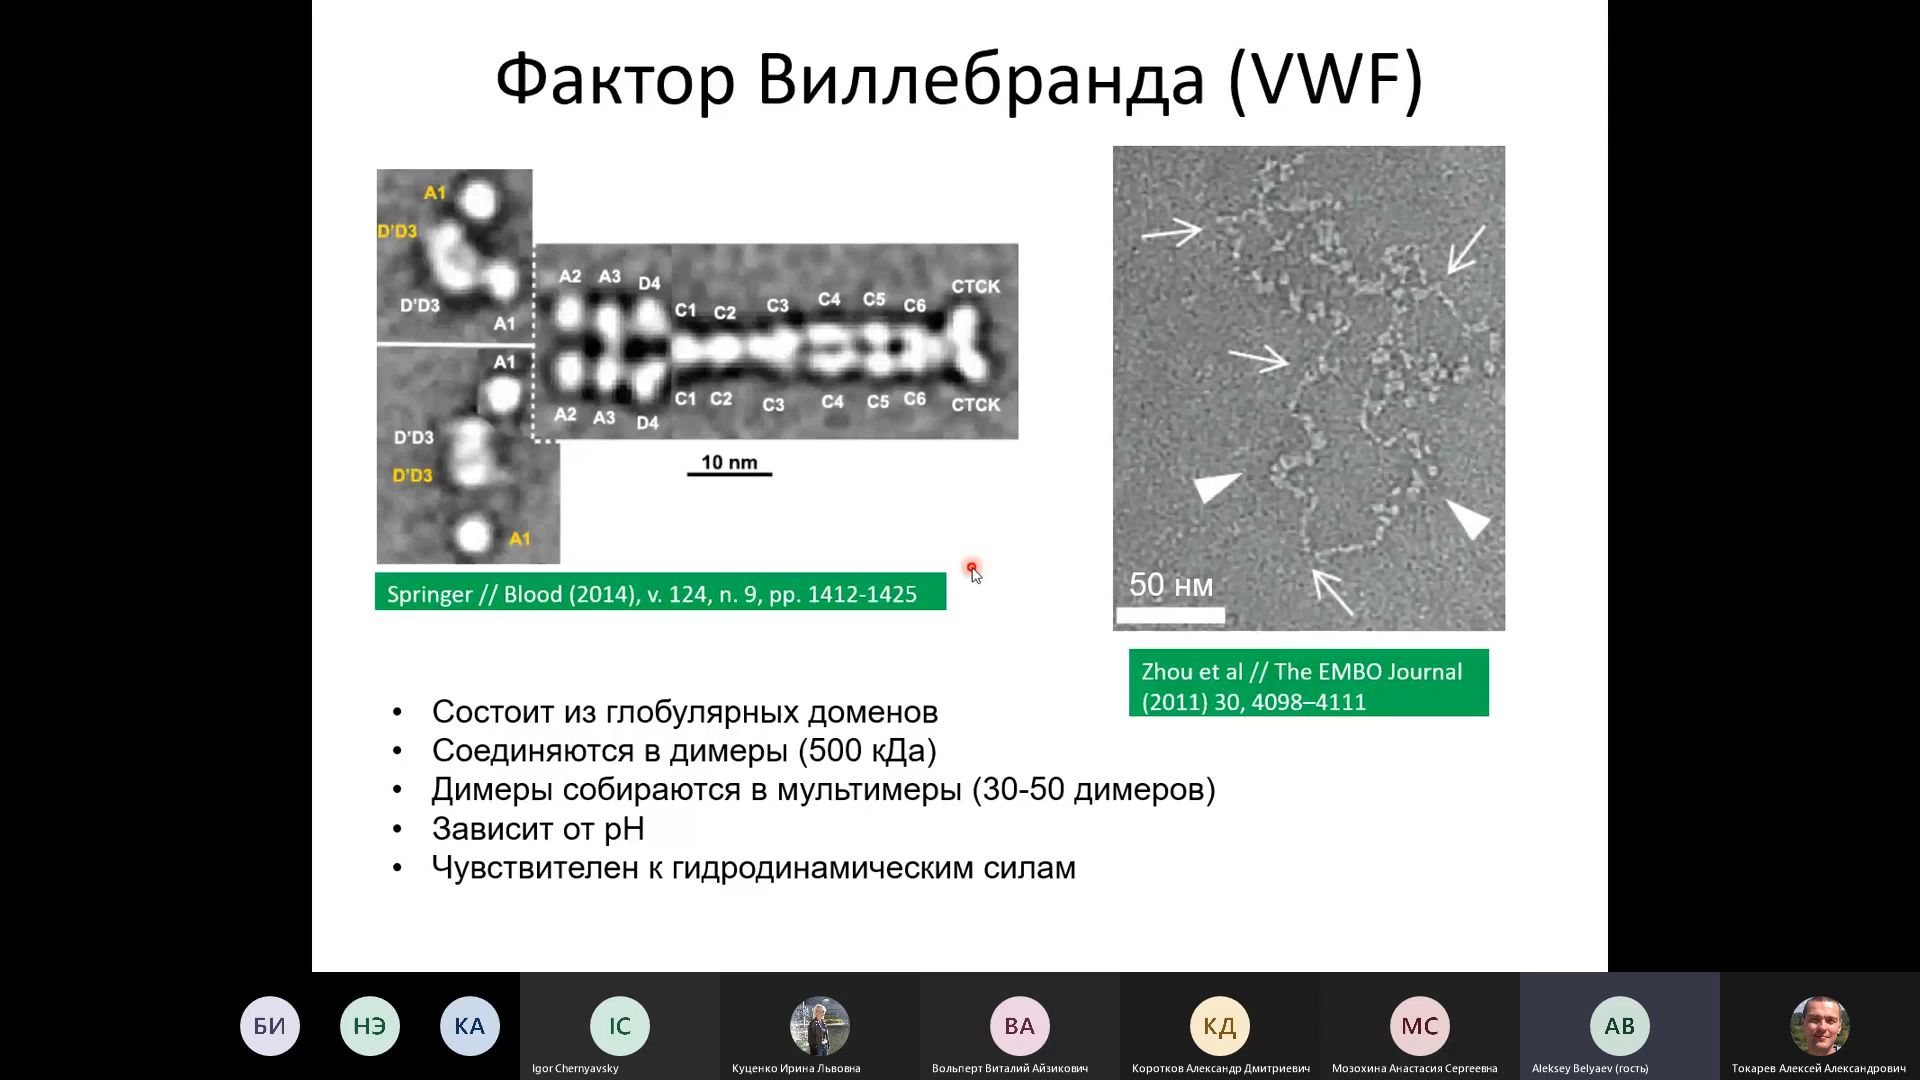 Фактор Виллебранда (VWF)
A1
D'D3
D'D3
A1
A1
D'D3
D'D3
A1
A2 A3 D4 C1 C2 C3 C4 C5 C6 CTCK
A2 A3 D4 C1 C2 C3 C4 C5 C6 CTCK
10 nm
Springer // Blood (2014), v. 124, n. 9, pp. 1412-1425
50 нм
Zhou et al // The EMBO Journal
(2011) 30, 4098–4111
• Состоит из глобулярных доменов
• Соединяются в димеры (500 кДа)
• Димеры собираются в мультимеры (30-50 димеров)
• Зависит от pH
• Чувствителен к гидродинамическим силам
БИ НЭ КА IC ВА КД МС АВ
Igor Chernyavsky
Куценко Ирина Львовна
Вольперт Виталий Айзикович
Коротков Александр Дмитриевич
Мозохина Анастасия Сергеевна
Aleksey Belyaev (гость)
Токарев Алексей Александрович